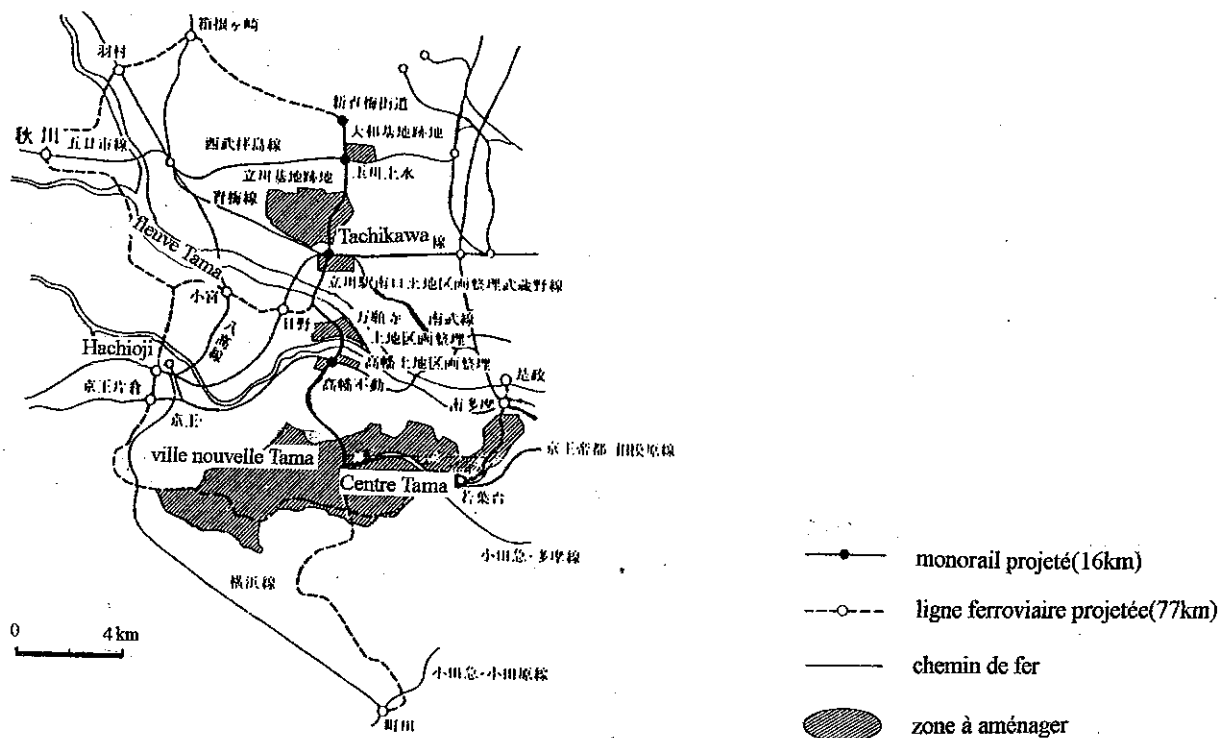 箱根ヶ崎
羽村
新青梅街道
大和基地跡地
秋川
五日市線
西武拝島線
立川基地跡地
玉川上水
青梅線
Tachikawa
線
fleuve Tama
立川駅南口土地区画整理
武蔵野線
小宮
日野
万願寺
土地区画整理
南武線
八高線
Hachioji
高幡土地区画整理
高幡不動
京王片倉
京王
是政
南多摩
ville nouvelle Tama
京王帝都 相模原線
Centre Tama
若葉台
小田急・多摩線
横浜線
0 4 km
小田急・小田原線
町田
monorail projeté(16km)
ligne ferroviaire projetée(77km)
chemin de fer
zone à aménager